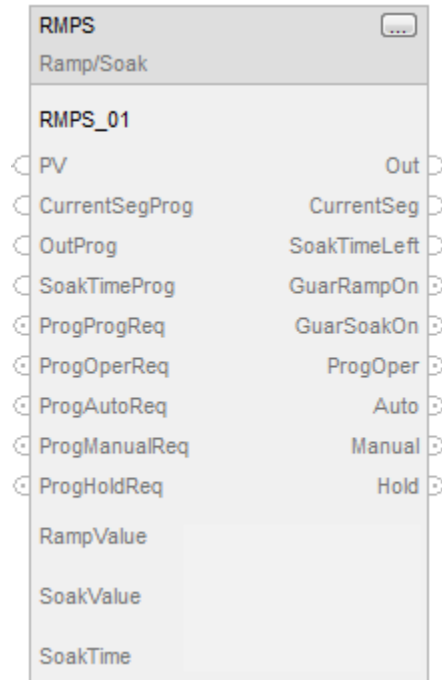 RMPS ...
Ramp/Soak
RMPS_01
PV Out
CurrentSegProg CurrentSeg
OutProg SoakTimeLeft
SoakTimeProg GuarRampOn
ProgProgReq GuarSoakOn
ProgOperReq ProgOper
ProgAutoReq Auto
ProgManualReq Manual
ProgHoldReq Hold
RampValue
SoakValue
SoakTime